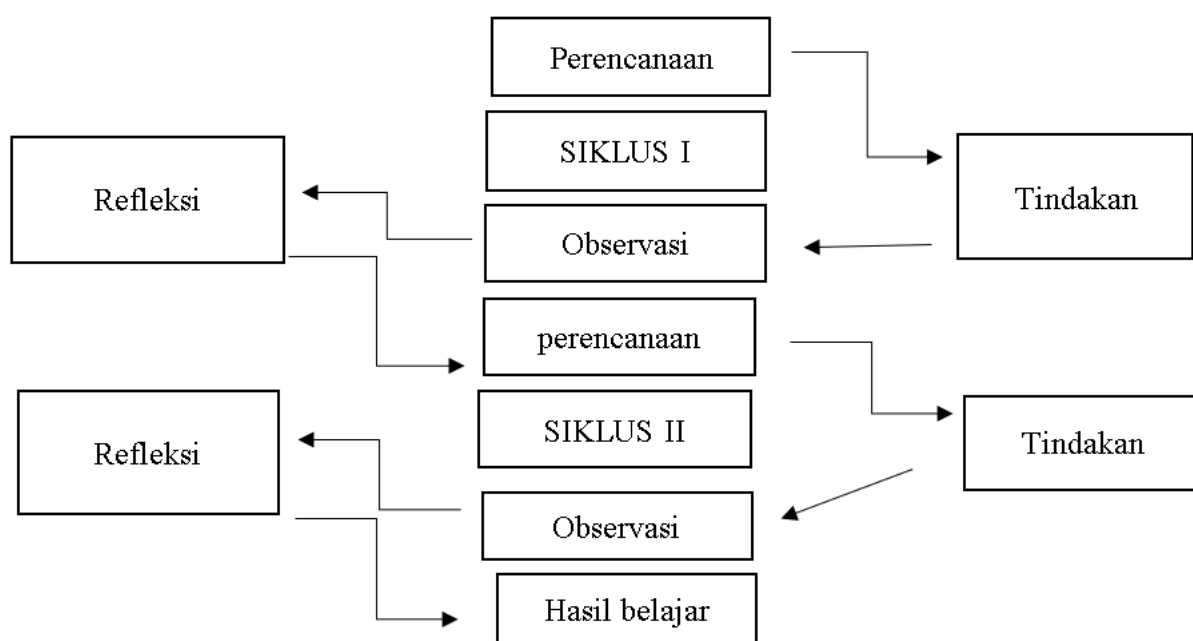 Perencanaan
SIKLUS I
Refleksi
Tindakan
Observasi
perencanaan
SIKLUS II
Refleksi
Tindakan
Observasi
Hasil belajar